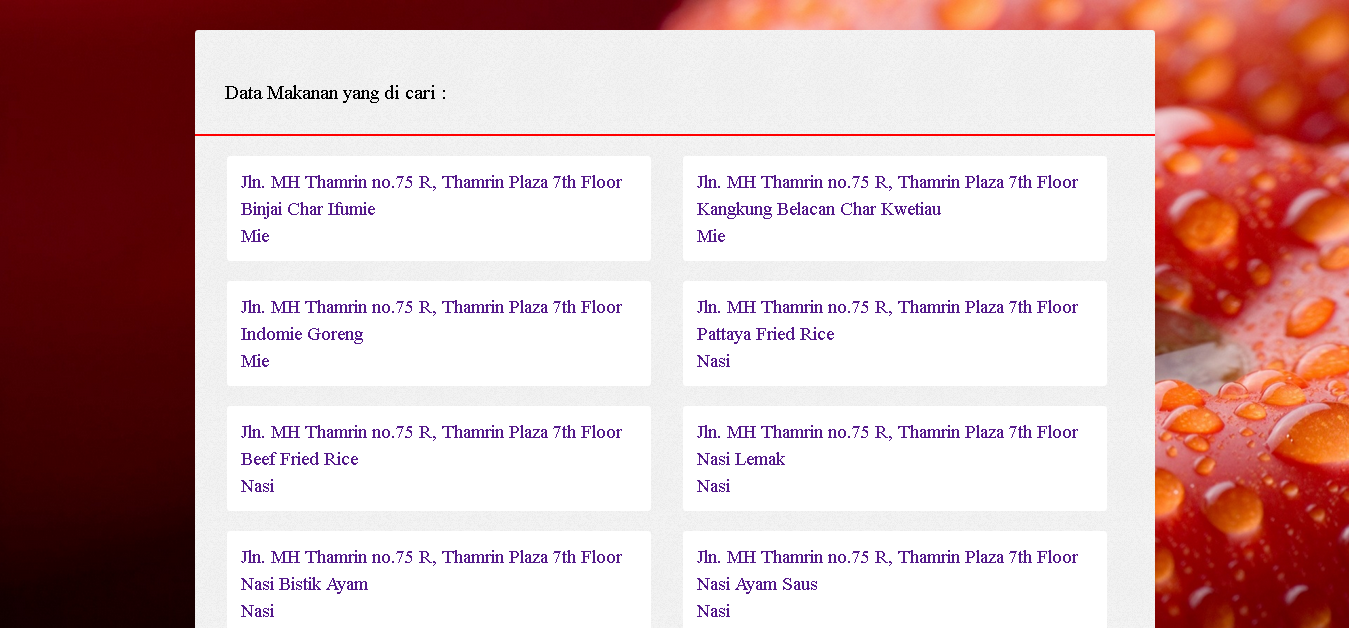 Data Makanan yang di cari :
Jln. MH Thamrin no.75 R, Thamrin Plaza 7th Floor
Binjai Char Ifumie
Mie
Jln. MH Thamrin no.75 R, Thamrin Plaza 7th Floor
Kangkung Belacan Char Kwetiau
Mie
Jln. MH Thamrin no.75 R, Thamrin Plaza 7th Floor
Indomie Goreng
Mie
Jln. MH Thamrin no.75 R, Thamrin Plaza 7th Floor
Pattaya Fried Rice
Nasi
Jln. MH Thamrin no.75 R, Thamrin Plaza 7th Floor
Beef Fried Rice
Nasi
Jln. MH Thamrin no.75 R, Thamrin Plaza 7th Floor
Nasi Lemak
Nasi
Jln. MH Thamrin no.75 R, Thamrin Plaza 7th Floor
Nasi Bistik Ayam
Nasi
Jln. MH Thamrin no.75 R, Thamrin Plaza 7th Floor
Nasi Ayam Saus
Nasi